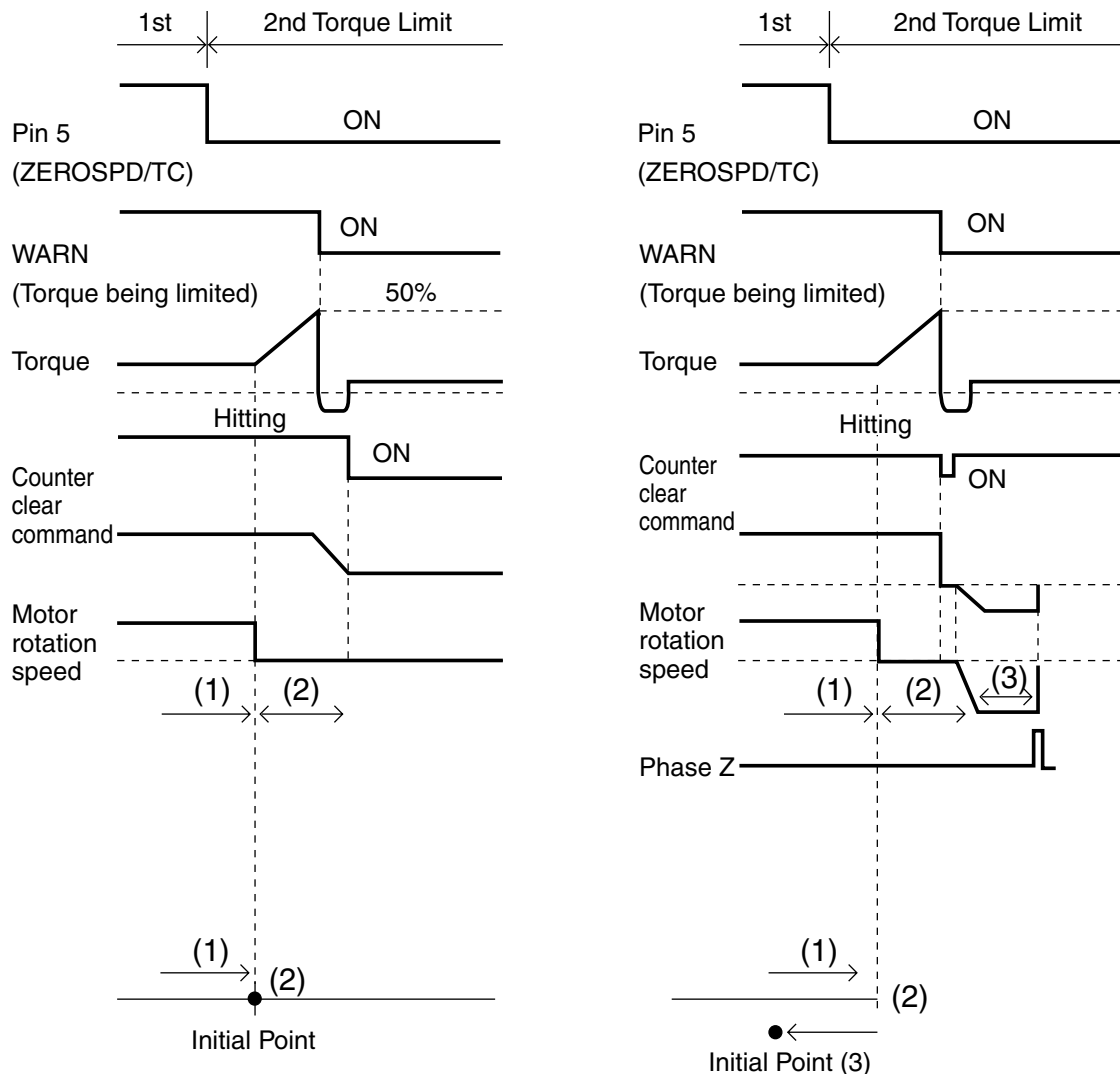 1st
2nd Torque Limit
Pin 5
(ZEROSPD/TC)
ON
WARN
(Torque being limited)
ON
50%
Torque
Hitting
Counter
clear
command
ON
Motor
rotation
speed
(1)
(2)
(1)
(2)
Initial Point
1st
2nd Torque Limit
Pin 5
(ZEROSPD/TC)
ON
WARN
(Torque being limited)
ON
Torque
Hitting
Counter
clear
command
ON
Motor
rotation
speed
(1)
(2)
(3)
Phase Z
(1)
(2)
Initial Point (3)